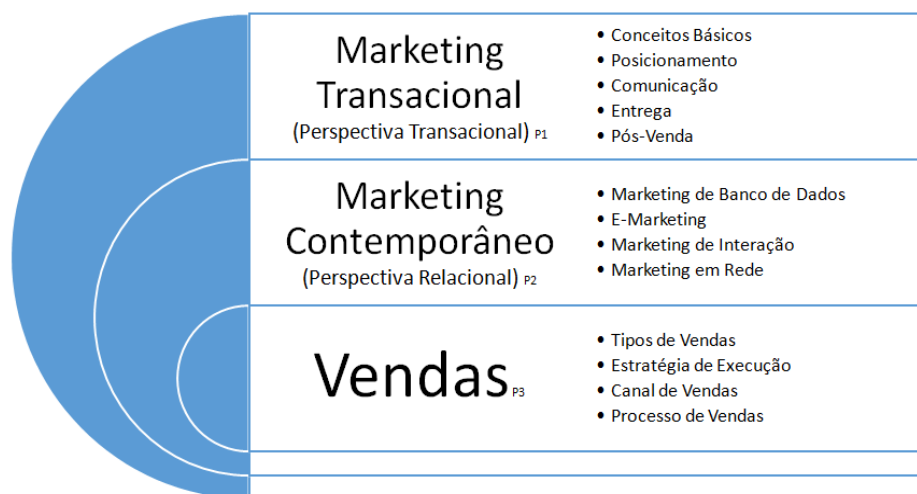 Marketing
Transacional
(Perspectiva Transacional) P1
• Conceitos Básicos
• Posicionamento
• Comunicação
• Entrega
• Pós-Venda
Marketing
Contemporâneo
(Perspectiva Relacional) P2
• Marketing de Banco de Dados
• E-Marketing
• Marketing de Interação
• Marketing em Rede
Vendas P3
• Tipos de Vendas
• Estratégia de Execução
• Canal de Vendas
• Processo de Vendas